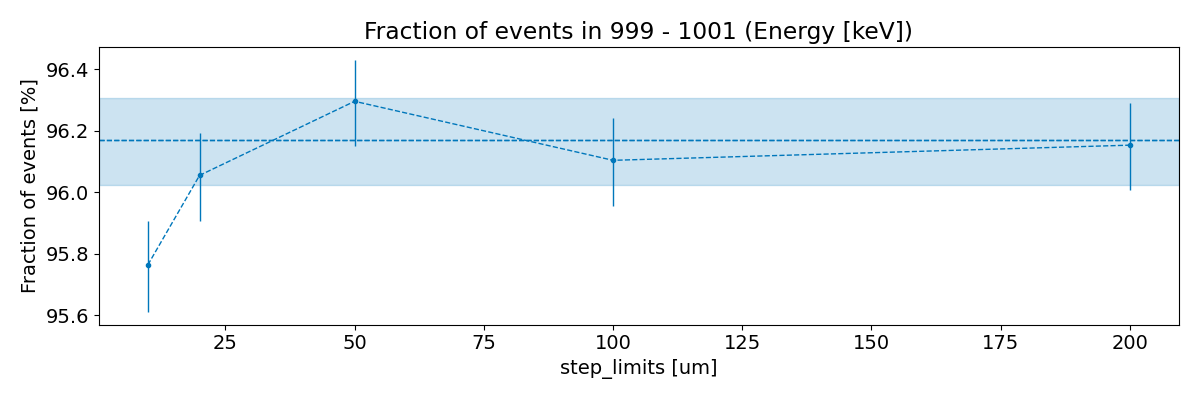 Fraction of events in 999 - 1001 (Energy [keV])
Fraction of events [%]
96.4
96.2
96.0
95.8
95.6
25 50 75 100 125 150 175 200
step_limits [um]